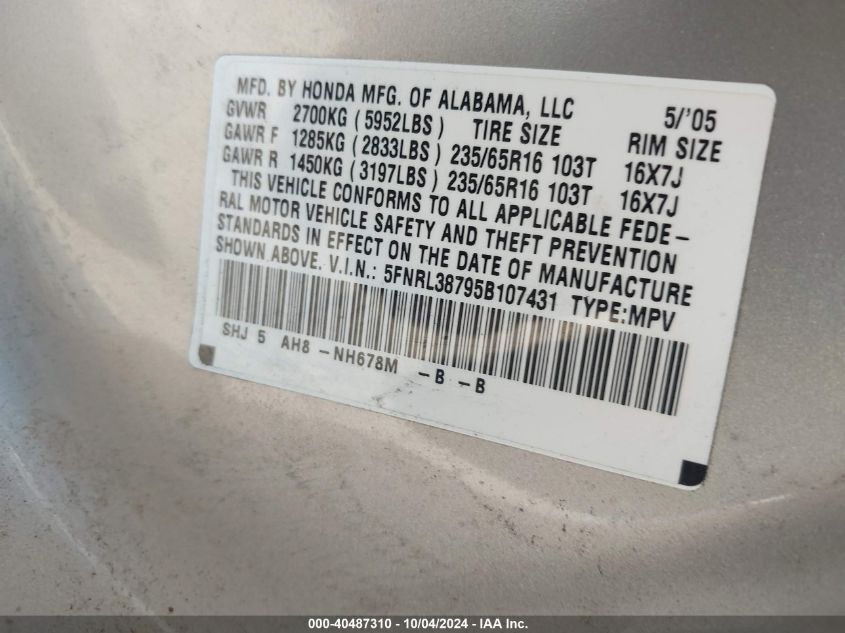 MFD. BY HONDA MFG. OF ALABAMA, LLC 5/'05
GVWR 2700KG (5952LBS) TIRE SIZE RIM SIZE
GAWR F 1285KG (2833LBS) 235/65R16 103T 16X7J
GAWR R 1450KG (3197LBS) 235/65R16 103T 16X7J
THIS VEHICLE CONFORMS TO ALL APPLICABLE FEDE-
RAL MOTOR VEHICLE SAFETY AND THEFT PREVENTION
STANDARDS IN EFFECT ON THE DATE OF MANUFACTURE
SHOWN ABOVE. V.I.N.: 5FNRL38795B107431 TYPE:MPV
SHJ 5 AH8 -NH678M -B -B
000-40487310 - 10/04/2024 - IAA Inc.